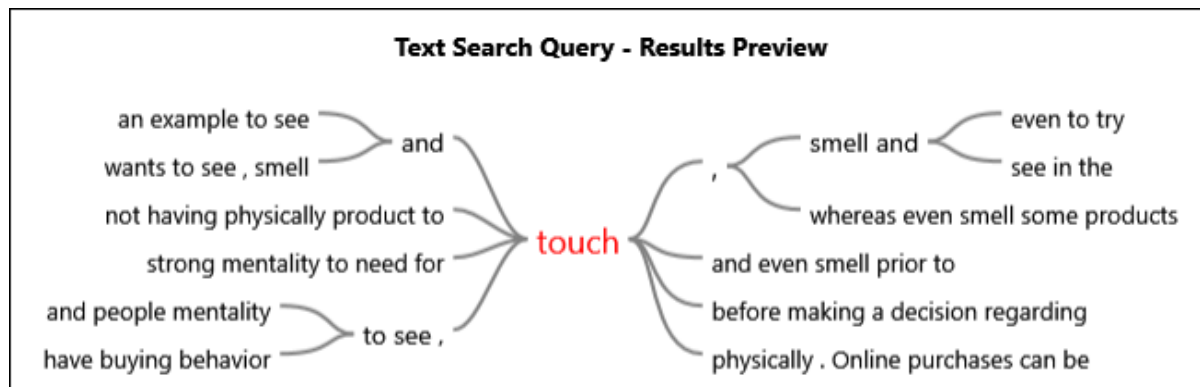 Text Search Query - Results Preview
an example to see
wants to see , smell
and
not having physically product to
strong mentality to need for
and people mentality
have buying behavior
to see ,
touch
,
smell and
even to try
see in the
whereas even smell some products
and even smell prior to
before making a decision regarding
physically . Online purchases can be